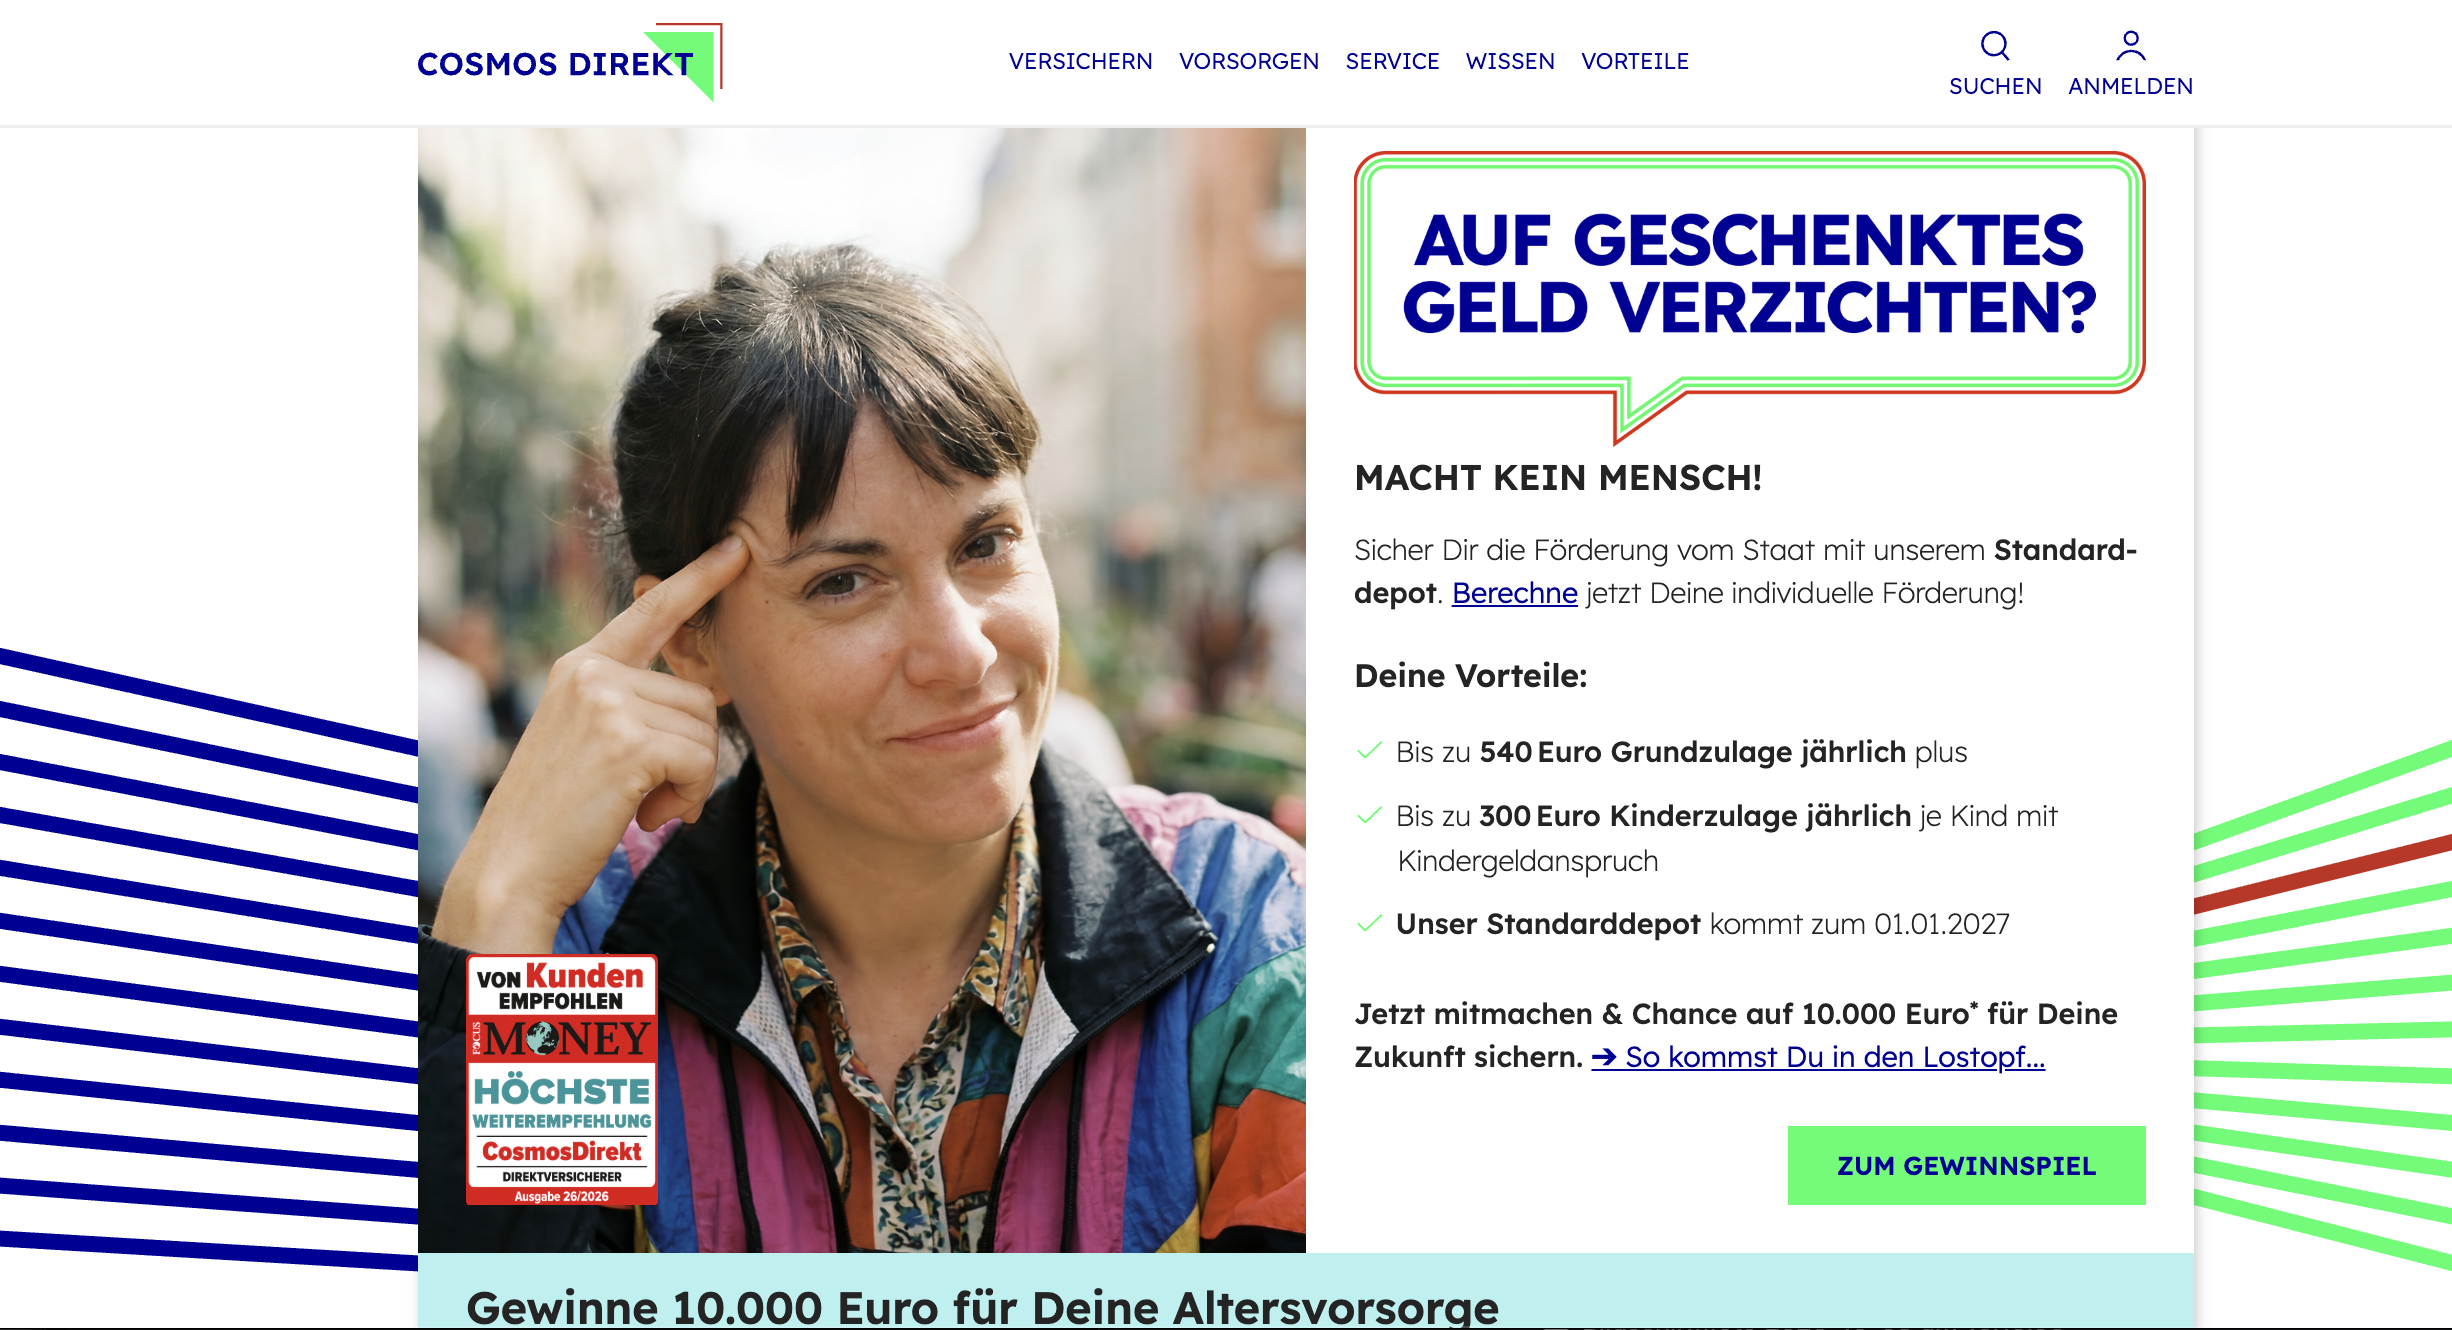 COSMOS DIREKT
VERSICHERN VORSORGEN SERVICE WISSEN VORTEILE
SUCHEN ANMELDEN
AUF GESCHENKTES
GELD VERZICHTEN?
MACHT KEIN MENSCH!
Sicher Dir die Förderung vom Staat mit unserem Standard-
depot. Berechne jetzt Deine individuelle Förderung!
Deine Vorteile:
Bis zu 540 Euro Grundzulage jährlich plus
Bis zu 300 Euro Kinderzulage jährlich je Kind mit
Kindergeldanspruch
Unser Standarddepot kommt zum 01.01.2027
Jetzt mitmachen & Chance auf 10.000 Euro* für Deine
Zukunft sichern. ➔ So kommst Du in den Lostopf...
ZUM GEWINNSPIEL
VON Kunden
EMPFOHLEN
FOCUS MONEY
HÖCHSTE
WEITEREMPFEHLUNG
CosmosDirekt
DIREKTVERSICHERER
Ausgabe 26/2026
Gewinne 10.000 Euro für Deine Altersvorsorge